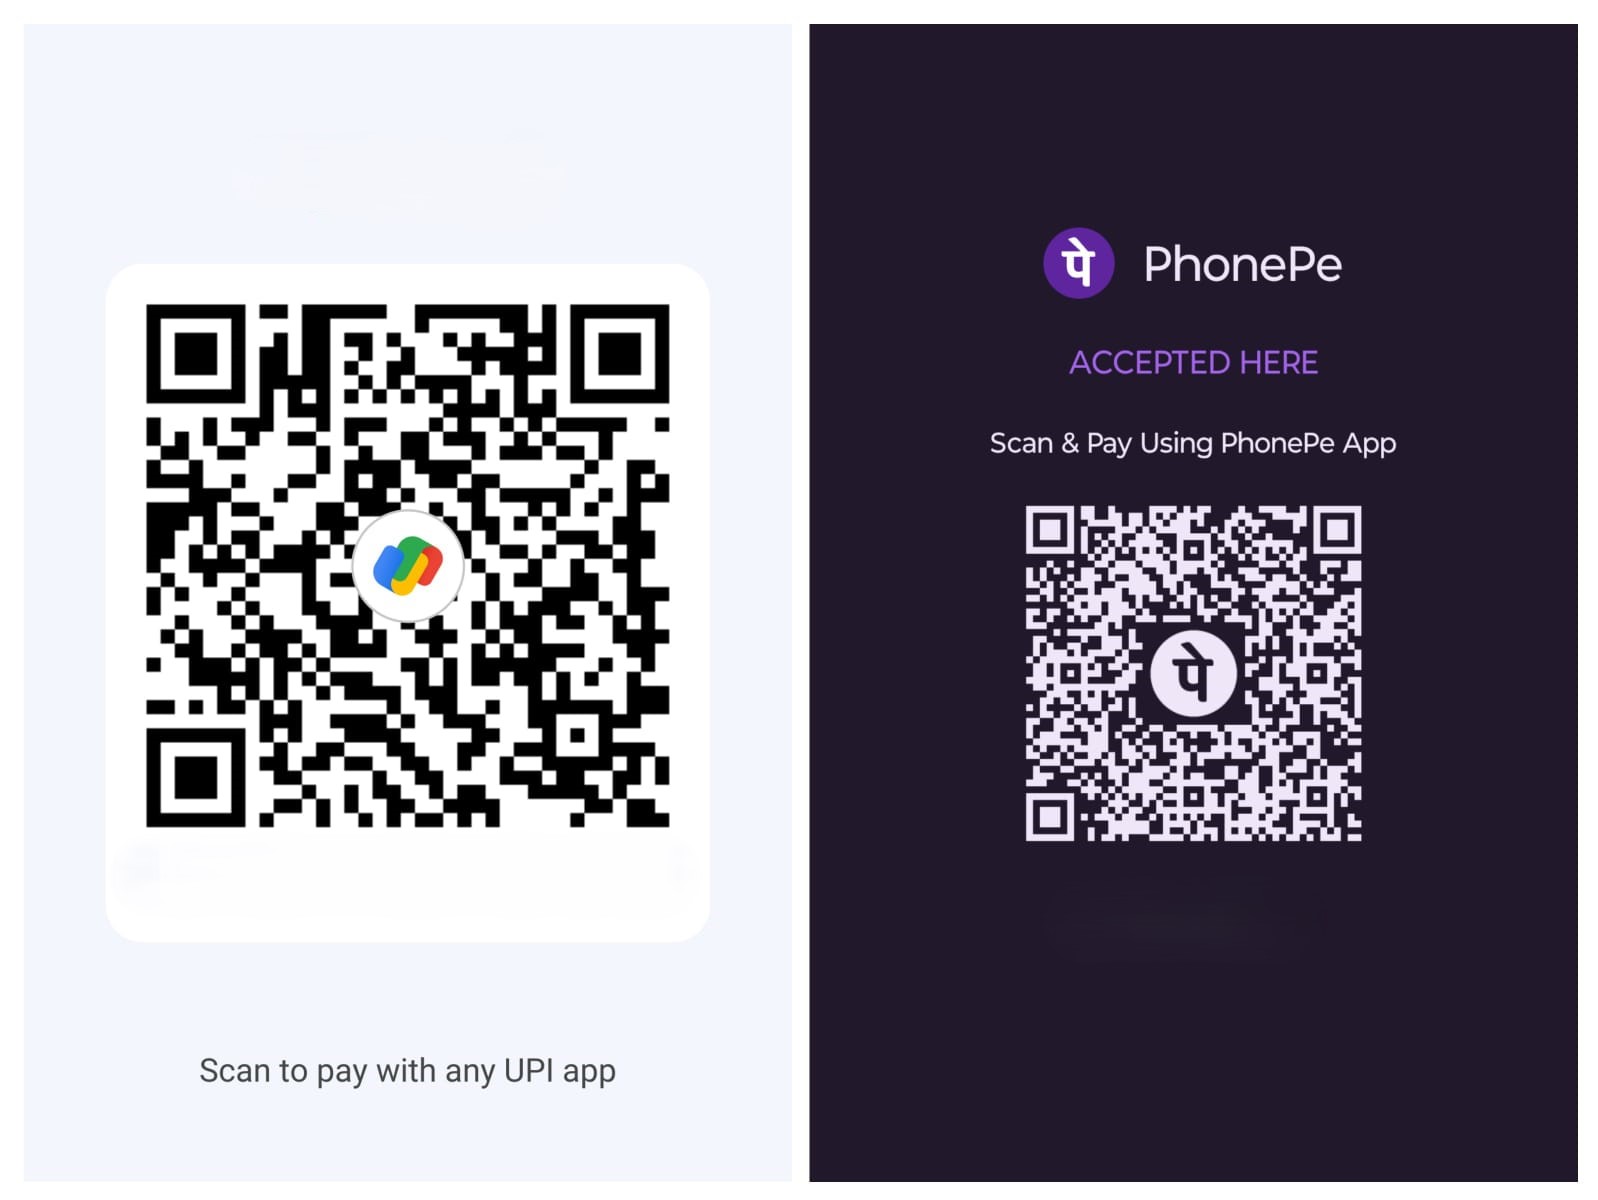 Scan to pay with any UPI app
पे PhonePe
ACCEPTED HERE
Scan & Pay Using PhonePe App
पे